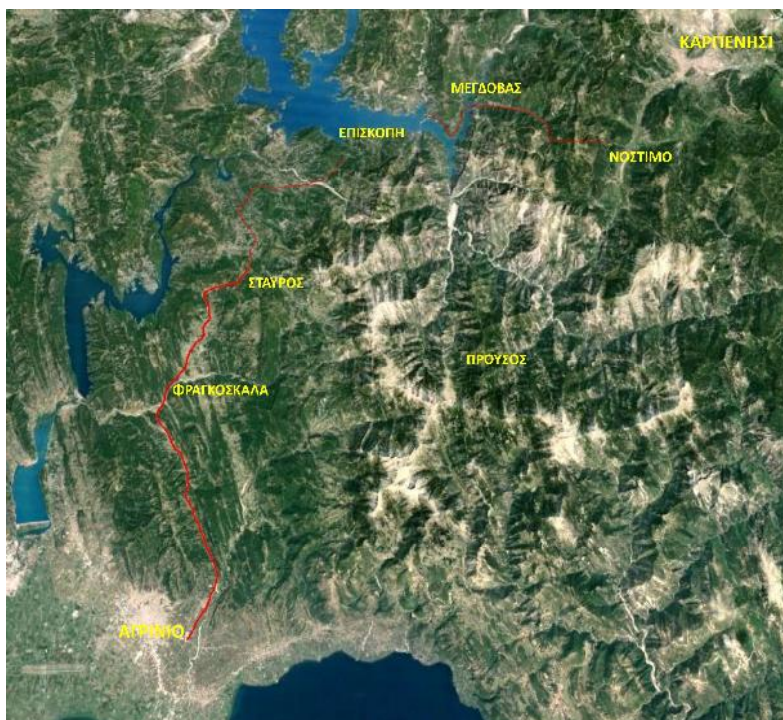 ΚΑΡΠΕΝΗΣΙ
ΜΕΓΔΟΒΑΣ
ΕΠΙΣΚΟΠΗ
ΝΟΣΤΙΜΟ
ΣΤΑΥΡΟΣ
ΠΡΟΥΣΟΣ
ΦΡΑΓΚΟΣΚΑΛΑ
ΑΓΡΙΝΙΟ